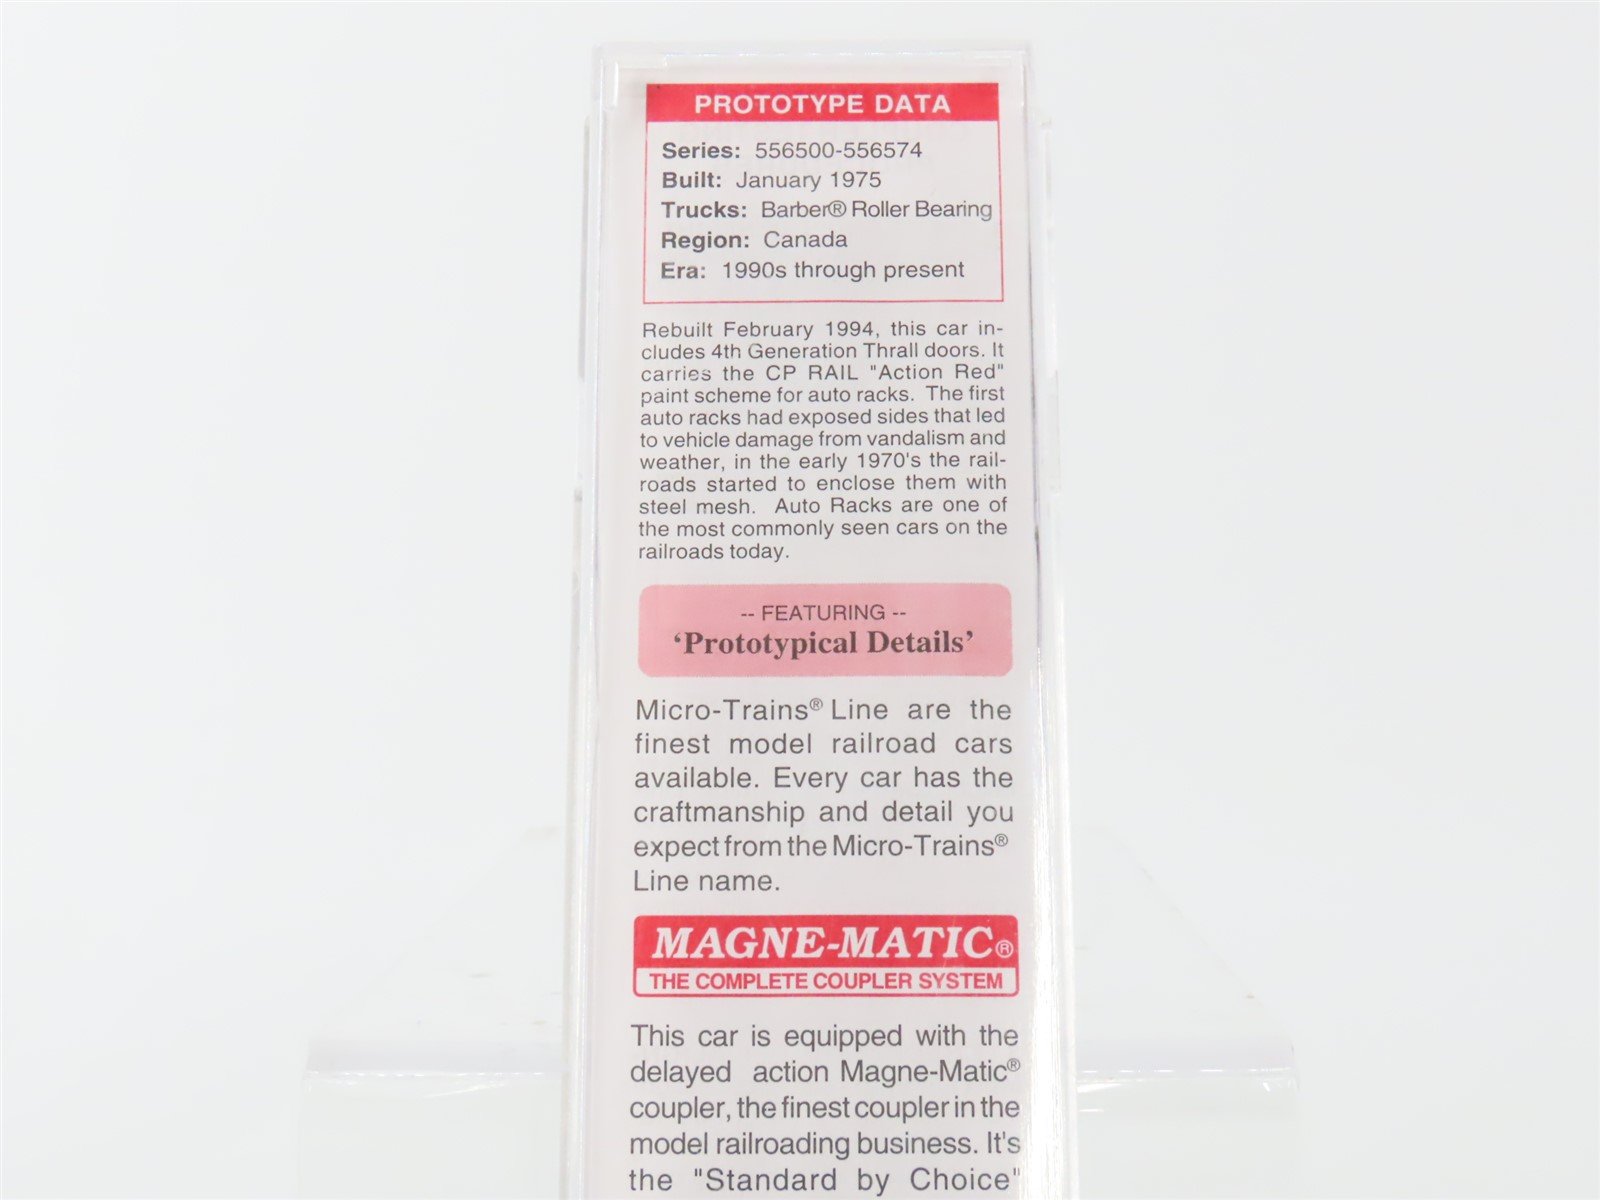 PROTOTYPE DATA
Series: 556500-556574
Built: January 1975
Trucks: Barber® Roller Bearing
Region: Canada
Era: 1990s through present
Rebuilt February 1994, this car in-
cludes 4th Generation Thrall doors. It
carries the CP RAIL "Action Red"
paint scheme for auto racks. The first
auto racks had exposed sides that led
to vehicle damage from vandalism and
weather, in the early 1970's the rail-
roads started to enclose them with
steel mesh. Auto Racks are one of
the most commonly seen cars on the
railroads today.
-- FEATURING --
‘Prototypical Details’
Micro-Trains® Line are the
finest model railroad cars
available. Every car has the
craftmanship and detail you
expect from the Micro-Trains®
Line name.
MAGNE-MATIC®
THE COMPLETE COUPLER SYSTEM
This car is equipped with the
delayed action Magne-Matic®
coupler, the finest coupler in the
model railroading business. It's
the "Standard by Choice"